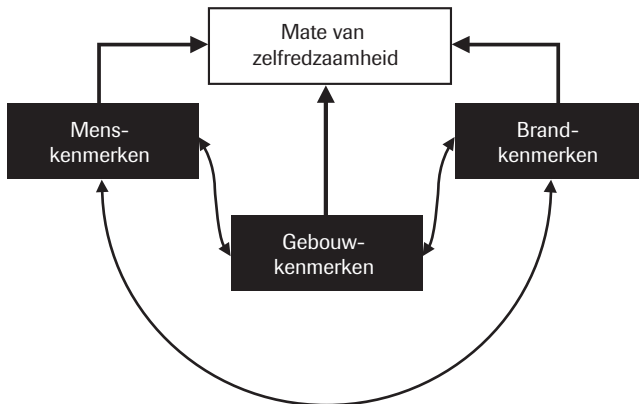 Mate van
zelfredzaamheid
Mens-
kenmerken
Brand-
kenmerken
Gebouw-
kenmerken